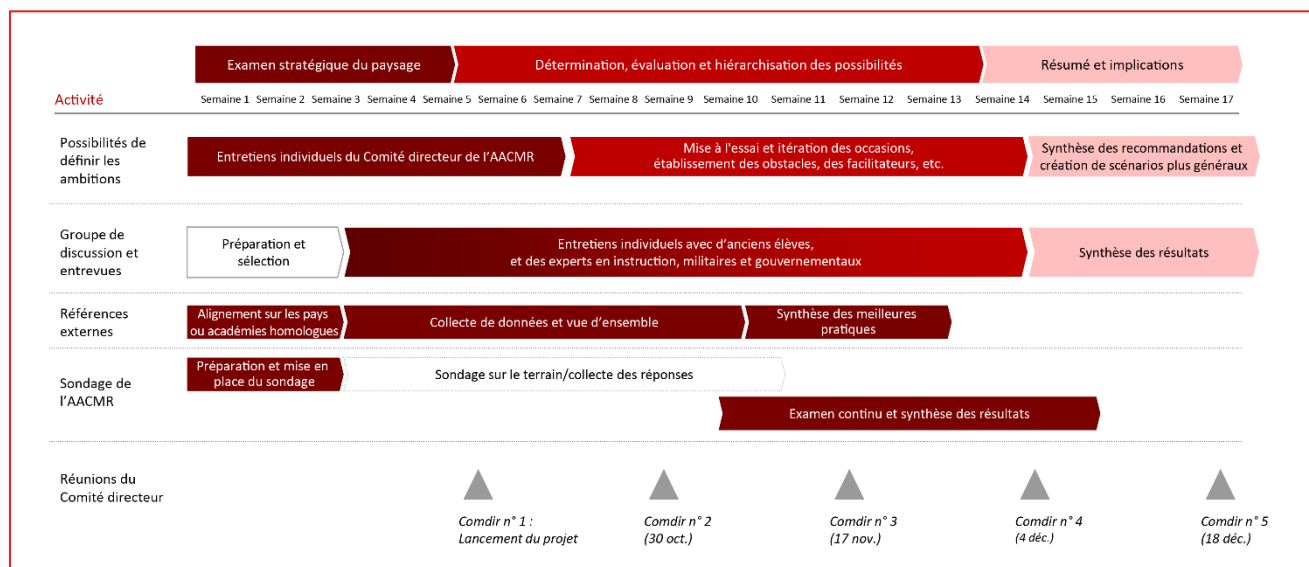 Examen stratégique du paysage
Détermination, évaluation et hiérarchisation des possibilités
Résumé et implications
Activité
Semaine 1 Semaine 2 Semaine 3 Semaine 4 Semaine 5 Semaine 6 Semaine 7 Semaine 8 Semaine 9 Semaine 10 Semaine 11 Semaine 12 Semaine 13 Semaine 14 Semaine 15 Semaine 16 Semaine 17
Possibilités de
définir les
ambitions
Entretiens individuels du Comité directeur de l'AACMR
Mise à l'essai et itération des occasions,
établissement des obstacles, des facilitateurs, etc.
Synthèse des recommandations et
création de scénarios plus généraux
Groupe de
discussion et
entrevues
Préparation et
sélection
Entretiens individuels avec d'anciens élèves,
et des experts en instruction, militaires et gouvernementaux
Synthèse des résultats
Références
externes
Alignement sur les pays
ou académies homologues
Collecte de données et vue d'ensemble
Synthèse des meilleures
pratiques
Sondage de
l'AACMR
Préparation et mise en
place du sondage
Sondage sur le terrain/collecte des réponses
Examen continu et synthèse des résultats
Réunions du
Comité directeur
Comdir n° 1 :
Lancement du projet
Comdir n° 2
(30 oct.)
Comdir n° 3
(17 nov.)
Comdir n° 4
(4 déc.)
Comdir n° 5
(18 déc.)